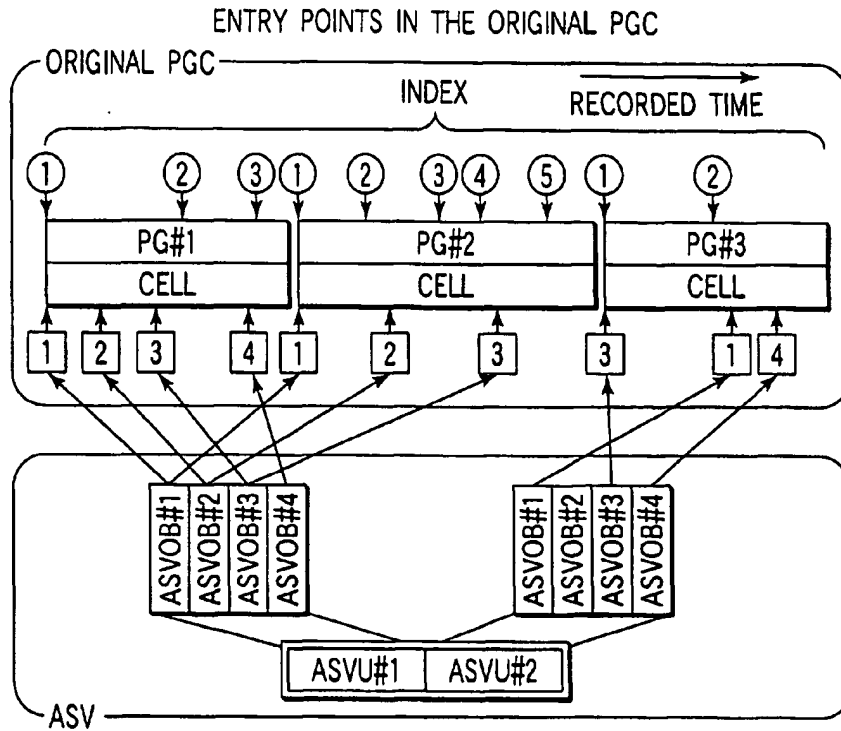 ENTRY POINTS IN THE ORIGINAL PGC
ORIGINAL PGC
INDEX
RECORDED TIME
1 2 3 1 2 3 4 5 1 2
PG#1 PG#2 PG#3
CELL CELL CELL
1 2 3 4 1 2 3 3 1 4
ASVOB#1 ASVOB#2 ASVOB#3 ASVOB#4 ASVOB#1 ASVOB#2 ASVOB#3 ASVOB#4
ASVU#1 ASVU#2
ASV